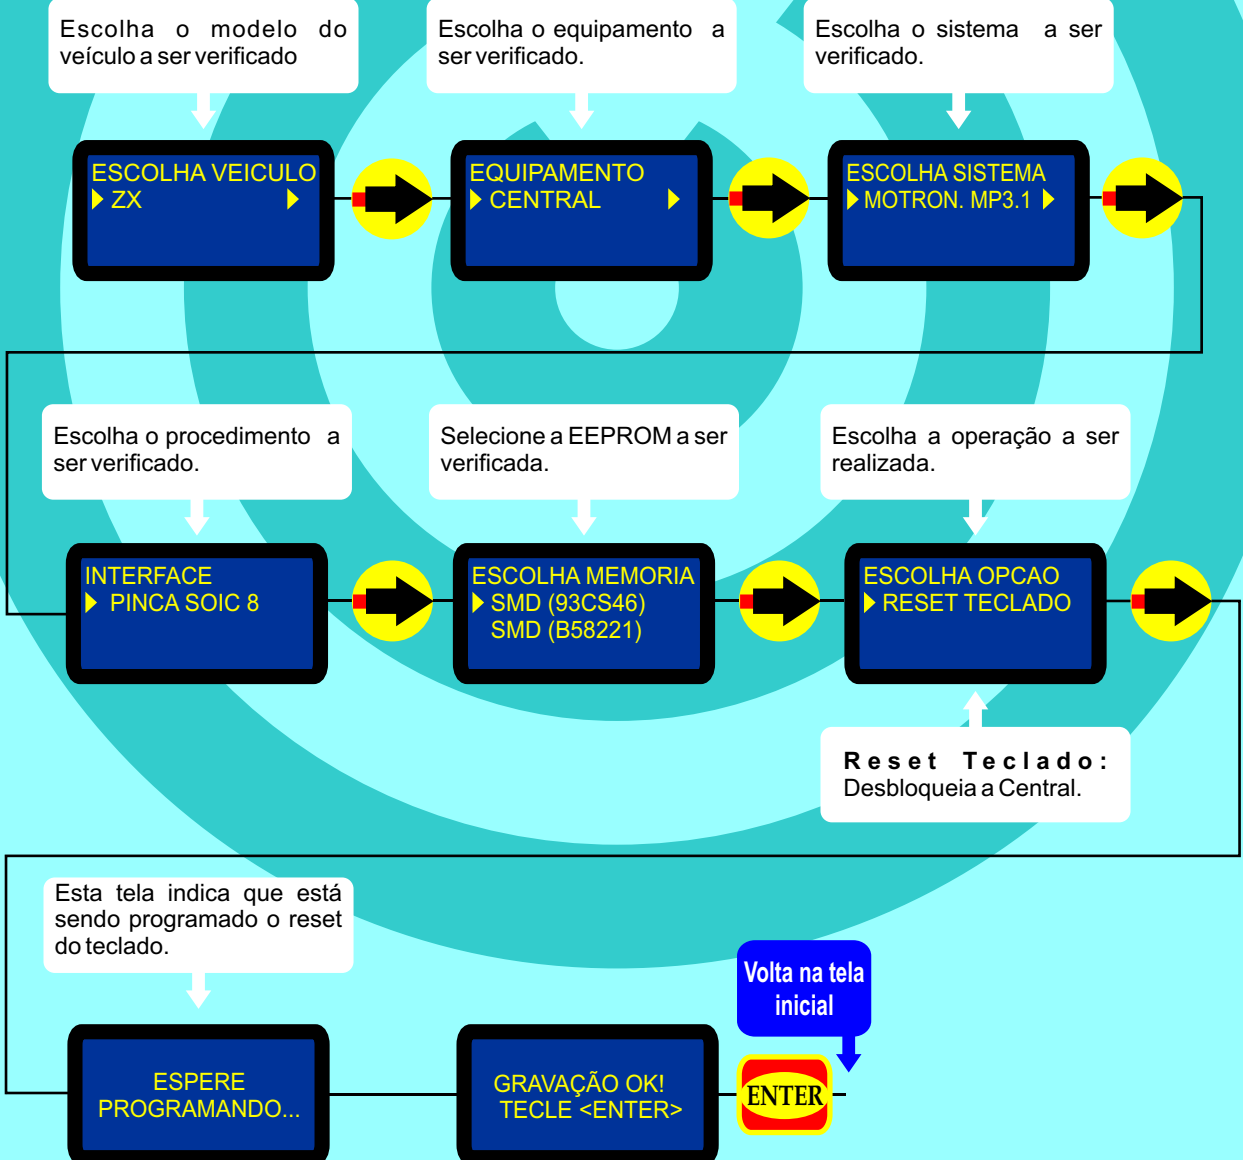 Escolha o modelo do
veículo a ser verificado
Escolha o equipamento a
ser verificado.
Escolha o sistema a ser
verificado.
ESCOLHA VEICULO
ZX
EQUIPAMENTO
CENTRAL
ESCOLHA SISTEMA
MOTRON. MP3.1
Escolha o procedimento a
ser verificado.
Selecione a EEPROM a ser
verificada.
Escolha a operação a ser
realizada.
INTERFACE
PINCA SOIC 8
ESCOLHA MEMORIA
SMD (93CS46)
SMD (B58221)
ESCOLHA OPCAO
RESET TECLADO
Reset Teclado:
Desbloqueia a Central.
Esta tela indica que está
sendo programado o reset
do teclado.
Volta na tela
inicial
ESPERE
PROGRAMANDO...
GRAVAÇÃO OK!
TECLE <ENTER>
ENTER